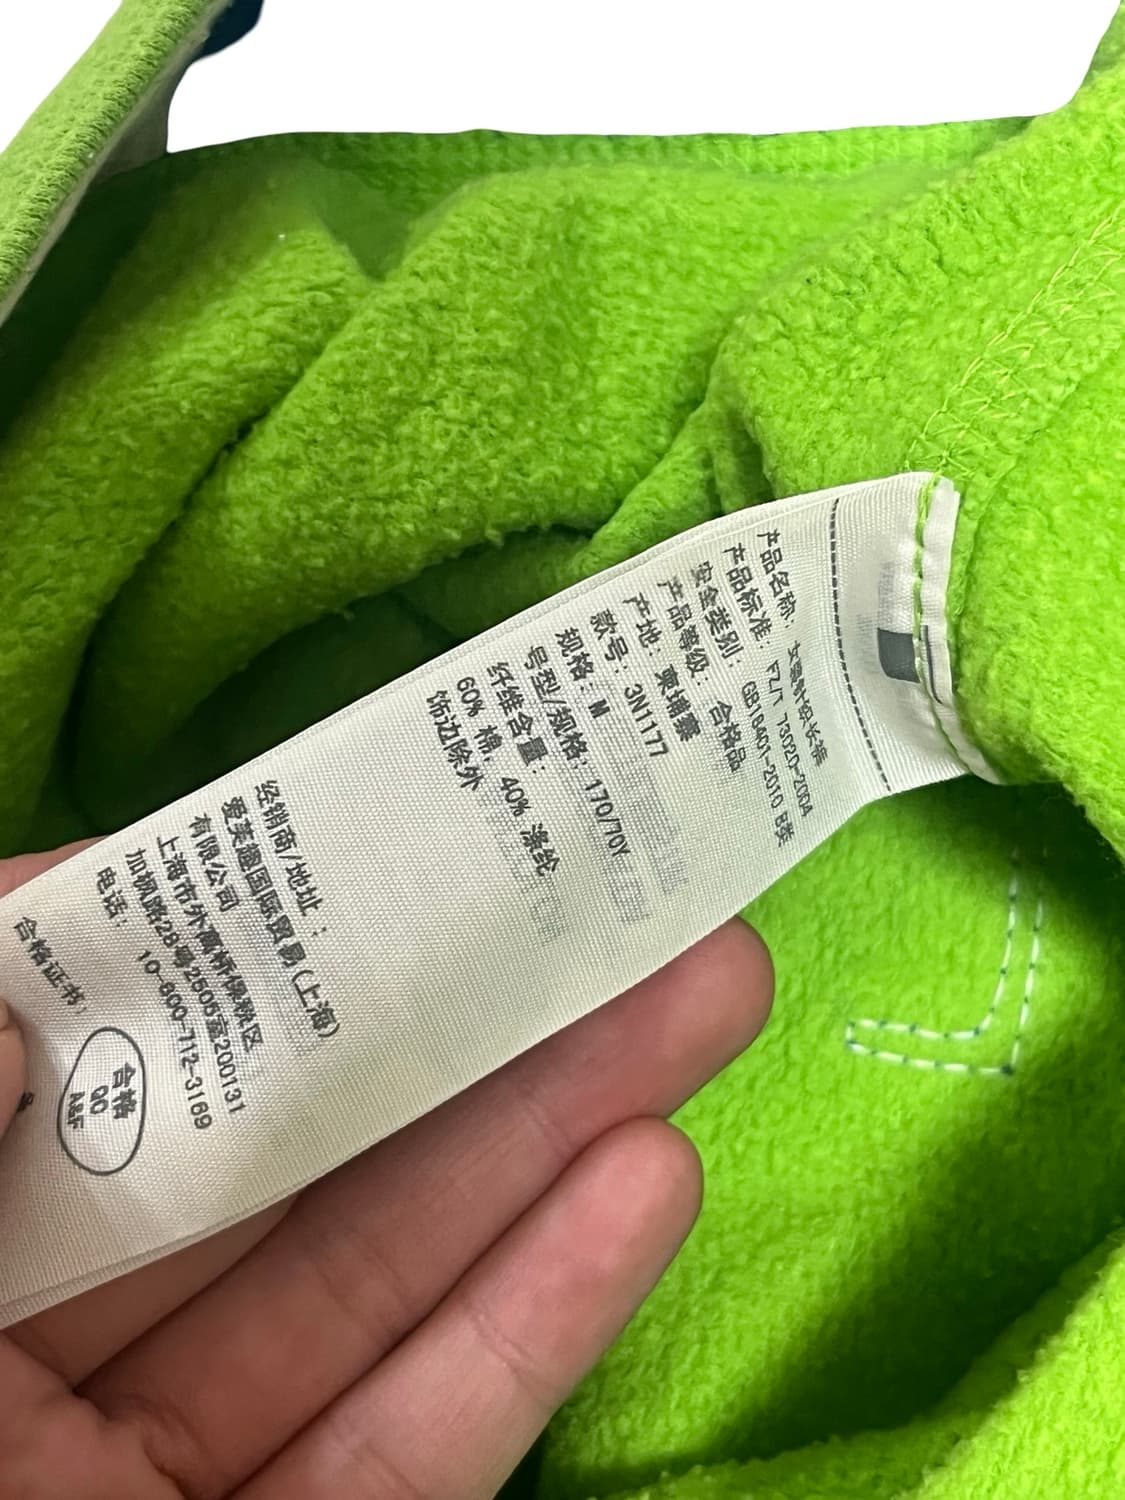 产品名称: 女装针织长裤
产品标准: FZ/T 73020-2004
安全类别: GB18401-2010 B类
产品等级: 合格品
产地: 柬埔寨
款号: 3N1177
规格: M
号型/规格: 170/70Y
纤维含量:
60% 棉, 40% 涤纶
饰边除外
经销商/地址:
爱芙趣国际贸易(上海)
有限公司
上海市外高桥保税区
加枫路28号2505室200131
电话: 10-800-712-3169
合格证书:
合格
QC
A&F